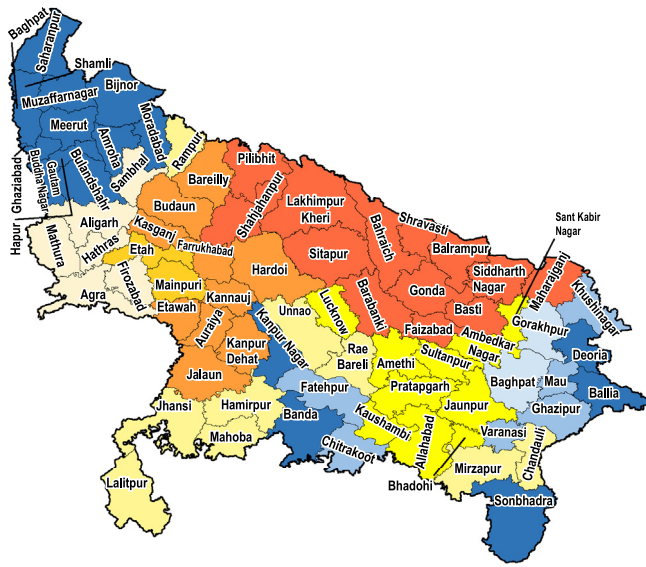 Baghpat
Saharanpur
Shamli
Muzaffarnagar
Bijnor
Meerut
Moradabad
Amroha
Rampur
Ghaziabad
Gautam
Buddha Nagar
Bulandshahr
Sambhal
Hapur
Pilibhit
Bareilly
Shahjahanpur
Lakhimpur
Kheri
Budaun
Aligarh
Kasganj
Mathura
Hathras
Etah
Farrukhabad
Sitapur
Bahraich
Shravasti
Balrampur
Sant Kabir
Nagar
Siddharth
Nagar
Maharajganj
Khushinagar
Agra
Firozabad
Mainpuri
Hardoi
Gonda
Basti
Gorakhpur
Etawah
Kannauj
Auraiya
Unnao
Lucknow
Barabanki
Faizabad
Ambedkar
Nagar
Deoria
Kanpur
Dehat
Kanpur Nagar
Rae
Bareli
Amethi
Sultanpur
Baghpat
Mau
Ballia
Jalaun
Fatehpur
Pratapgarh
Jaunpur
Ghazipur
Jhansi
Hamirpur
Banda
Kaushambi
Allahabad
Varanasi
Chandauli
Mahoba
Chitrakoot
Bhadohi
Mirzapur
Lalitpur
Sonbhadra